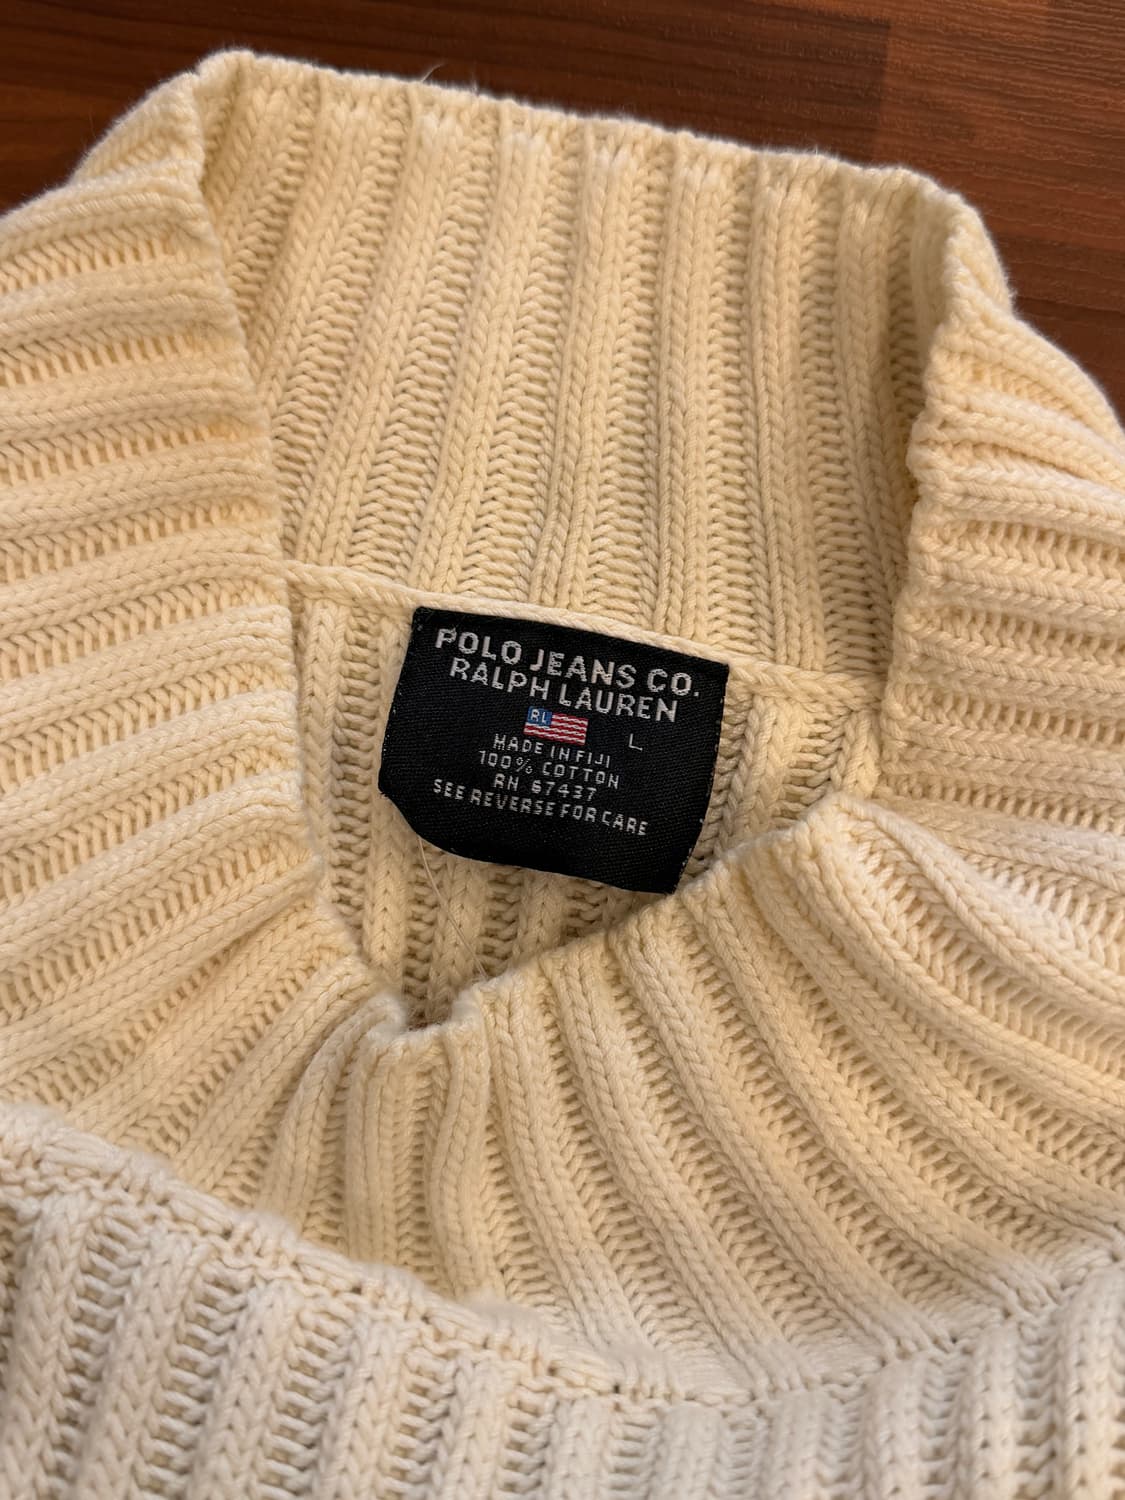 POLO JEANS CO.
RALPH LAUREN
RL
L
MADE IN FIJI
100% COTTON
RN 67437
SEE REVERSE FOR CARE